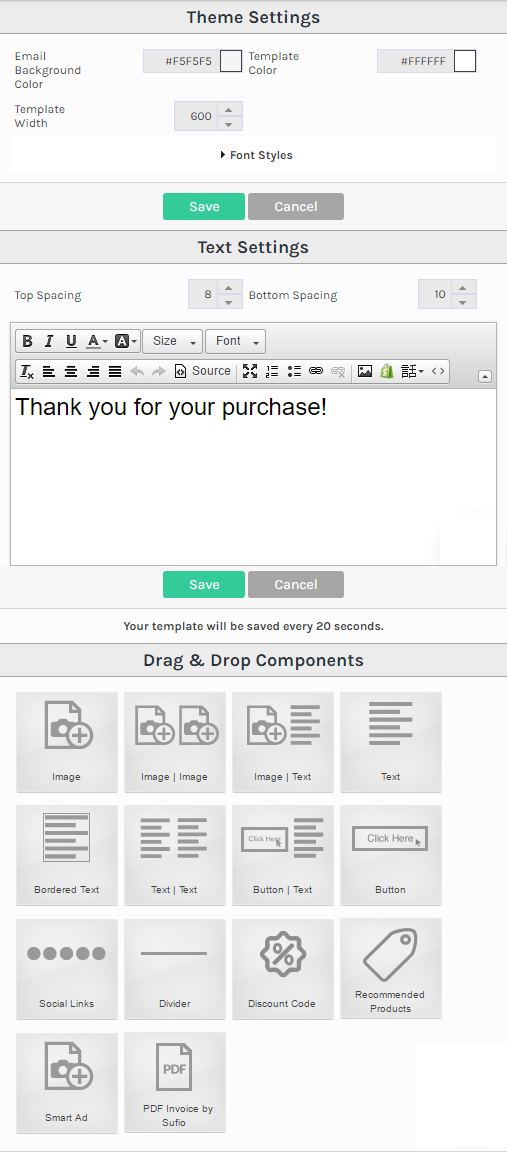 Theme Settings
Email Background Color #F5F5F5 Template Color #FFFFFF
Template Width 600
Font Styles
Save Cancel
Text Settings
Top Spacing 8 Bottom Spacing 10
B I U A A Size Font
Source
Thank you for your purchase!
Save Cancel
Your template will be saved every 20 seconds.
Drag & Drop Components
Image Image | Image Image | Text Text
Click Here Click Here
Bordered Text Text | Text Button | Text Button
Social Links Divider Discount Code Recommended Products
PDF
Smart Ad PDF Invoice by Sufio